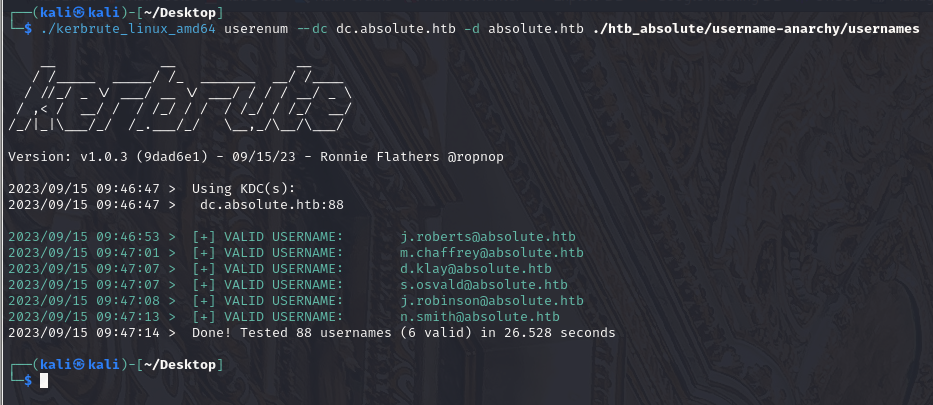 ┌──(kali㉿kali)-[~/Desktop]
└─$ ./kerbrute_linux_amd64 userenum --dc dc.absolute.htb -d absolute.htb ./htb_absolute/username-anarchy/usernames
    __             __               __
   / /_____  _____/ /_  _______  __/ /____
  / //_/ _ \/ ___/ __ \/ ___/ / / / __/ _ \
 / ,< /  __/ /  / /_/ / /  / /_/ / /_/  __/
/_/|_|\___/_/  /_.___/_/   \__,_/\__/\___/
Version: v1.0.3 (9dad6e1) - 09/15/23 - Ronnie Flathers @ropnop
2023/09/15 09:46:47 >  Using KDC(s):
2023/09/15 09:46:47 >   dc.absolute.htb:88
2023/09/15 09:46:53 >  [+] VALID USERNAME:       j.roberts@absolute.htb
2023/09/15 09:47:01 >  [+] VALID USERNAME:       m.chaffrey@absolute.htb
2023/09/15 09:47:07 >  [+] VALID USERNAME:       d.klay@absolute.htb
2023/09/15 09:47:07 >  [+] VALID USERNAME:       s.osvald@absolute.htb
2023/09/15 09:47:08 >  [+] VALID USERNAME:       j.robinson@absolute.htb
2023/09/15 09:47:13 >  [+] VALID USERNAME:       n.smith@absolute.htb
2023/09/15 09:47:14 >  Done! Tested 88 usernames (6 valid) in 26.528 seconds
┌──(kali㉿kali)-[~/Desktop]
└─$